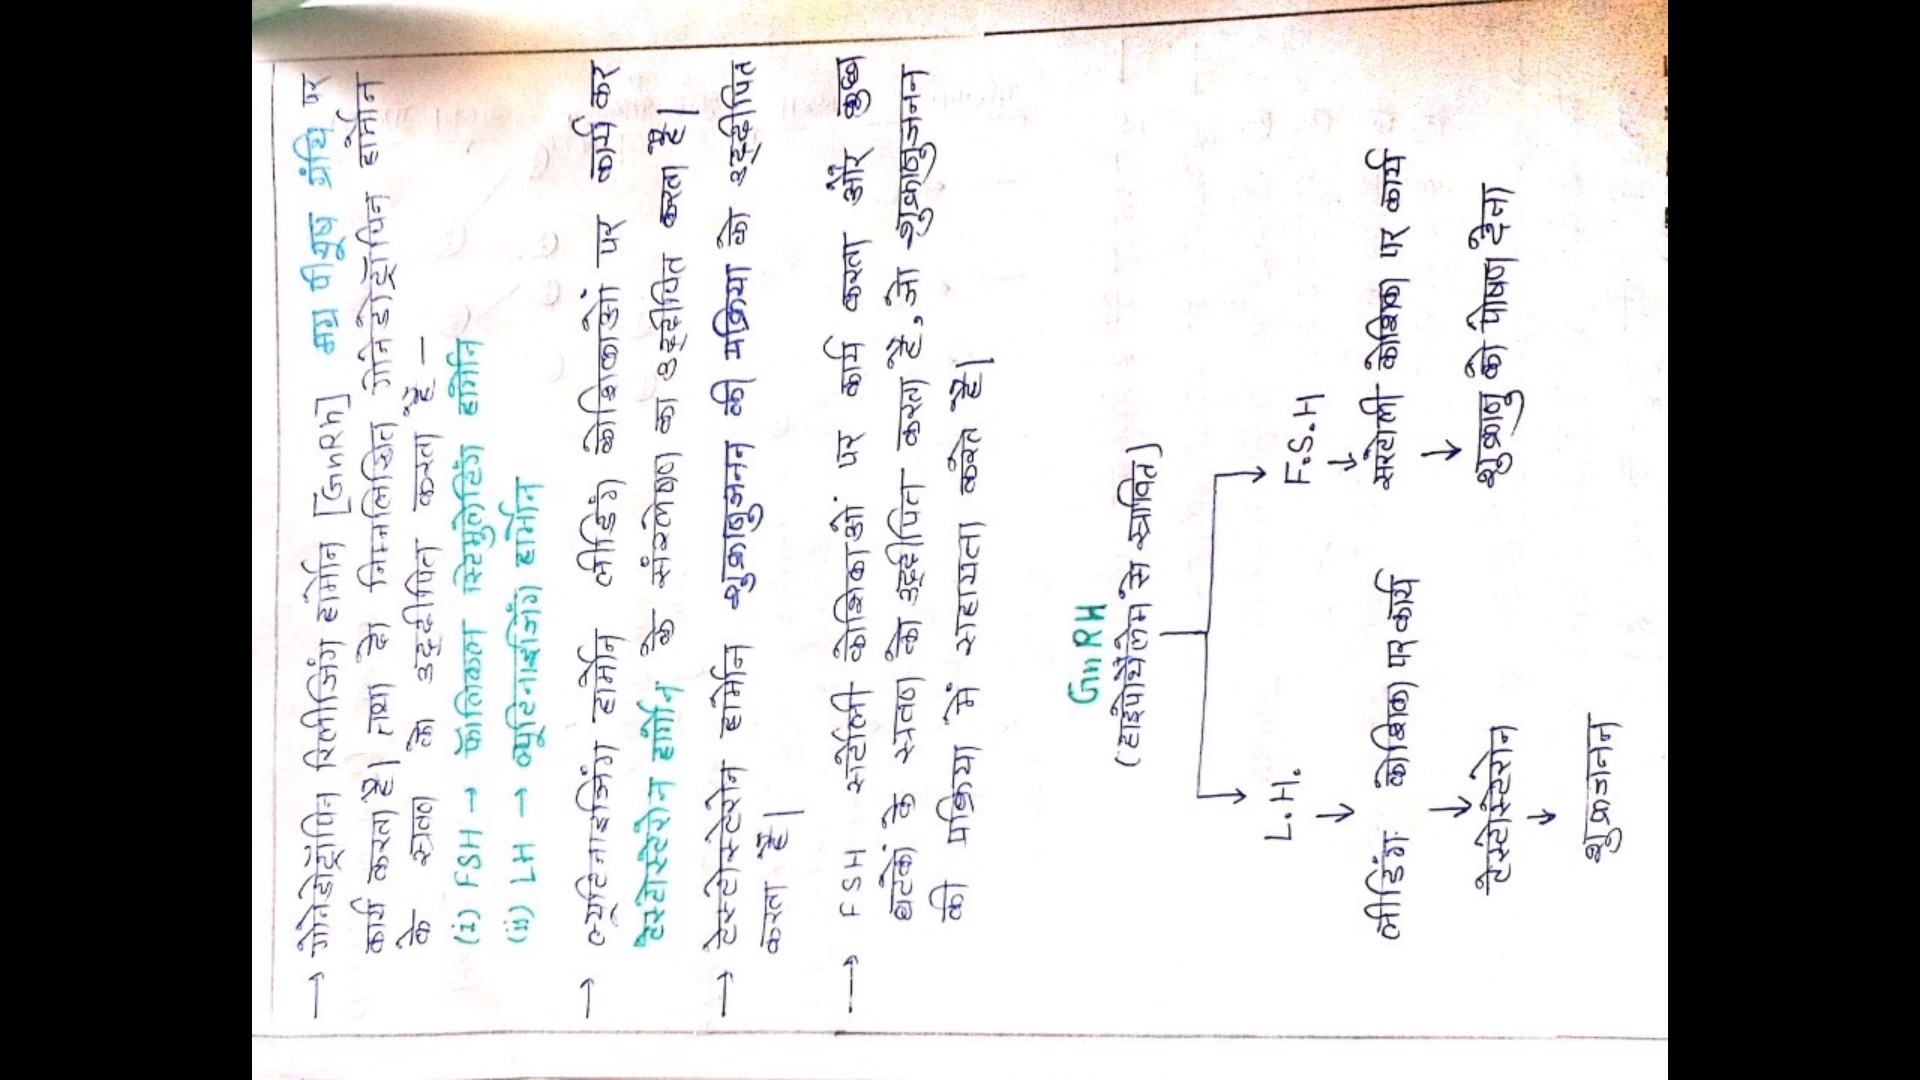 → गोनेडोट्रॉपिन रिलीजिंग हार्मोन [GnRh] अग्र पीयूष ग्रंथि पर
कार्य करता है। तथा दो निम्नलिखित गोनेडोट्रॉपिन हार्मोन
के स्रवण को उद्दीपित करता है –
(i) FSH → फॉलिकल स्टिमुलेटिंग हार्मोन
(ii) LH → ल्यूटिनाइजिंग हार्मोन
→ ल्यूटिनाइजिंग हार्मोन लीडिंग कोशिकाओं पर कार्य कर
टेस्टोस्टेरोन हार्मोन के संश्लेषण का उद्दीपित करता है।
→ टेस्टोस्टेरोन हार्मोन शुक्राणुजनन की प्रक्रिया को उद्दीपित
करता है।
→ FSH सर्टोली कोशिकाओं पर कार्य करता और कुछ
घटकों के स्रवण को उद्दीपित करता है, जो शुक्राणुजनन
की प्रक्रिया में सहायता करते हैं।
GnRH
(हाइपोथैलेमस से स्रावित)
L.H. F.S.H
↓ ↓
लीडिंग कोशिका पर कार्य सरटोली कोशिका पर कार्य
↓ ↓
टेस्टोस्टेरोन शुक्राणु को पोषण देना
↓
शुक्रजनन